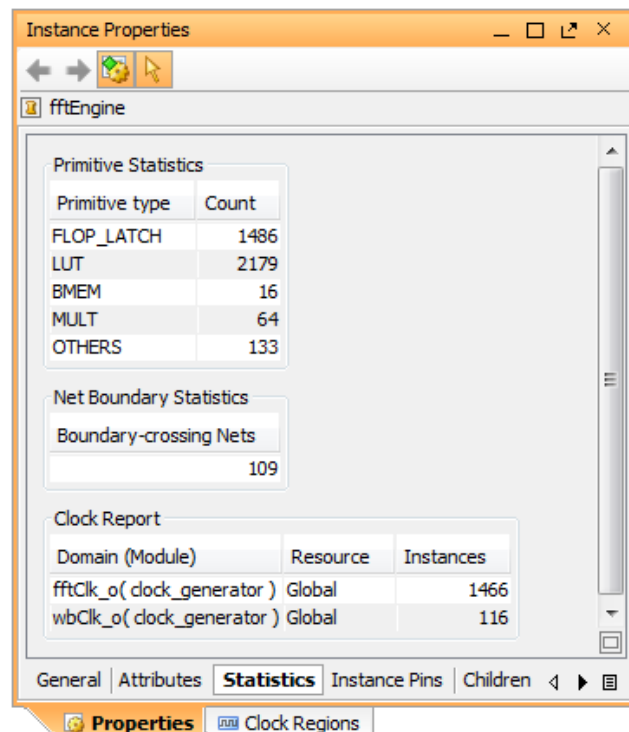 Instance Properties
fftEngine
Primitive Statistics
Primitive type Count
FLOP_LATCH 1486
LUT 2179
BMEM 16
MULT 64
OTHERS 133
Net Boundary Statistics
Boundary-crossing Nets
109
Clock Report
Domain (Module) Resource Instances
fftClk_o( clock_generator ) Global 1466
wbClk_o( clock_generator ) Global 116
General Attributes Statistics Instance Pins Children
Properties Clock Regions